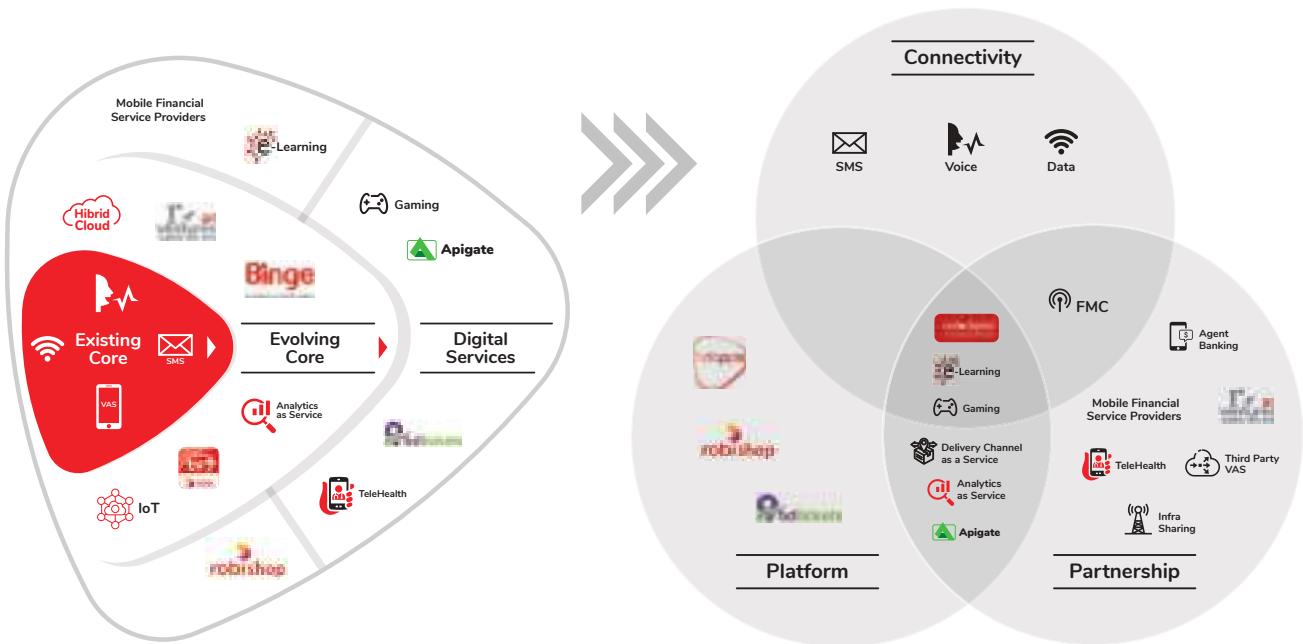 Mobile Financial
Service Providers
e-Learning
Hibrid
Cloud
Gaming
Apigate
Binge
Existing
Core
SMS
VAS
Evolving
Core
Digital
Services
Analytics
as Service
IoT
TeleHealth
robishop
Connectivity
SMS
Voice
Data
FMC
Agent
Banking
e-Learning
Gaming
Mobile Financial
Service Providers
robishop
Delivery Channel
as a Service
TeleHealth
Third Party
VAS
Analytics
as Service
Infra
Sharing
Apigate
Platform
Partnership